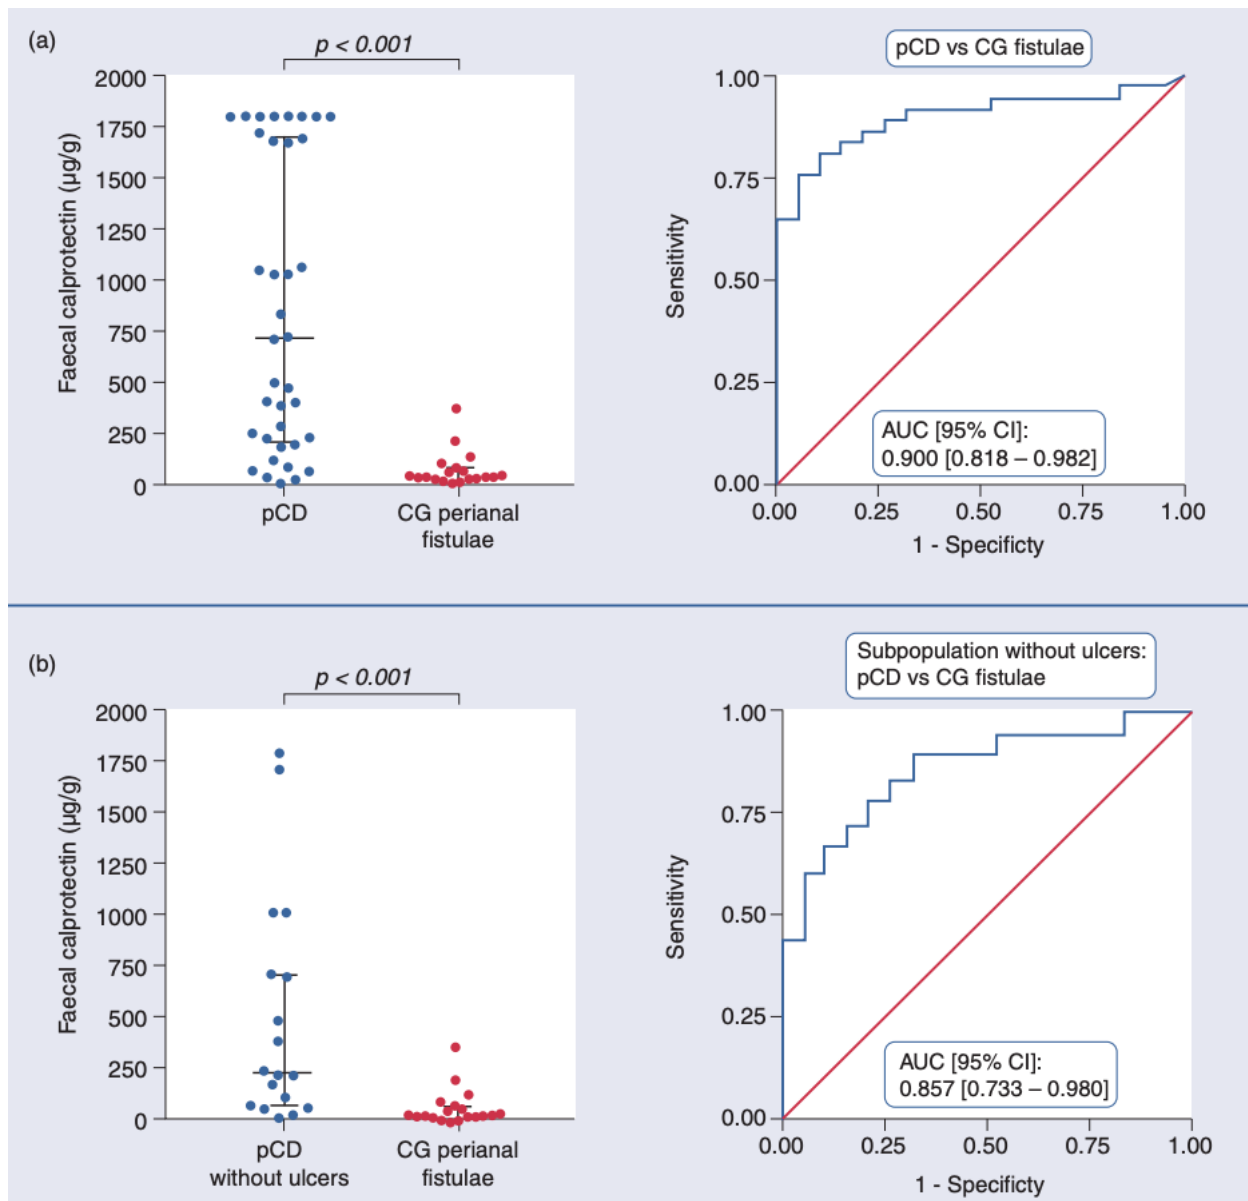 (a)
p < 0.001
Faecal calprotectin (µg/g)
2000
1750
1500
1250
1000
750
500
250
0
pCD
CG perianal
fistulae
pCD vs CG fistulae
Sensitivity
1.00
0.75
0.50
0.25
0.00
AUC [95% CI]:
0.900 [0.818 – 0.982]
0.00 0.25 0.50 0.75 1.00
1 - Specificty
(b)
p < 0.001
Faecal calprotectin (µg/g)
2000
1750
1500
1250
1000
750
500
250
0
pCD
without ulcers
CG perianal
fistulae
Subpopulation without ulcers:
pCD vs CG fistulae
Sensitivity
1.00
0.75
0.50
0.25
0.00
AUC [95% CI]:
0.857 [0.733 – 0.980]
0.00 0.25 0.50 0.75 1.00
1 - Specificty